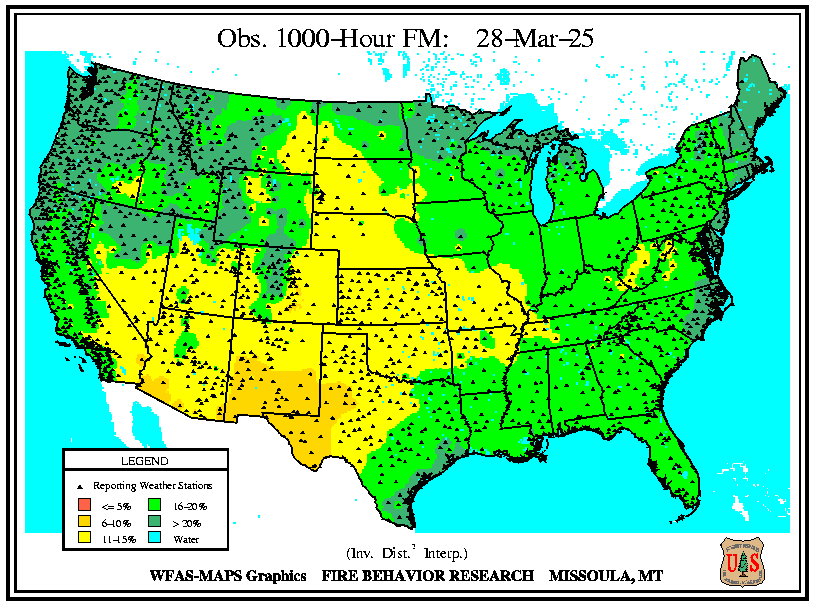 Obs. 1000-Hour FM: 28-Mar-25
LEGEND
Reporting Weather Stations
<= 5% 16-20%
6-10% > 20%
11-15% Water
(Inv. Dist.² Interp.)
WFAS-MAPS Graphics FIRE BEHAVIOR RESEARCH MISSOULA, MT
U S